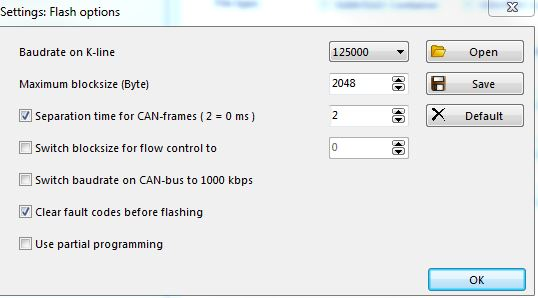 Settings: Flash options
Baudrate on K-line 125000 Open
Maximum blocksize (Byte) 2048 Save
Separation time for CAN-frames ( 2 = 0 ms ) 2 Default
Switch blocksize for flow control to 0
Switch baudrate on CAN-bus to 1000 kbps
Clear fault codes before flashing
Use partial programming
OK